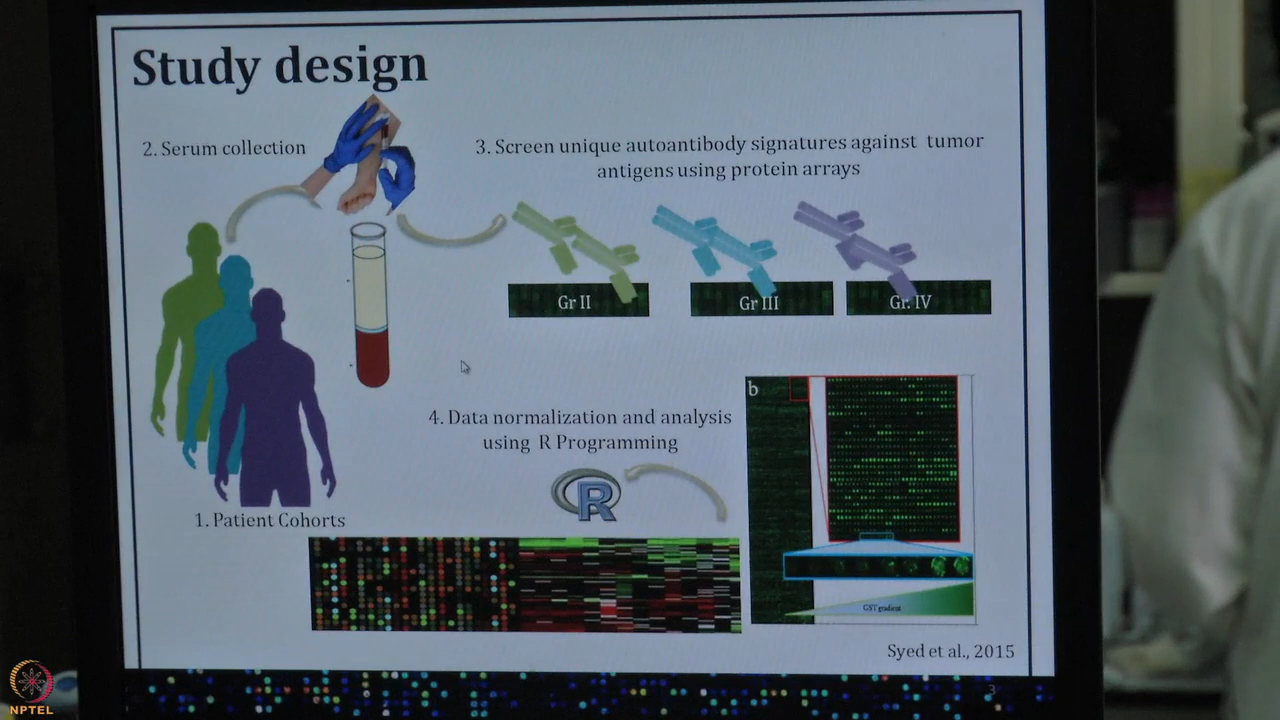 Study design
2. Serum collection
3. Screen unique autoantibody signatures against tumor
antigens using protein arrays
Gr II
Gr III
Gr. IV
b
4. Data normalization and analysis
using R Programming
R
1. Patient Cohorts
GST gradient
Syed et al., 2015
3
NPTEL